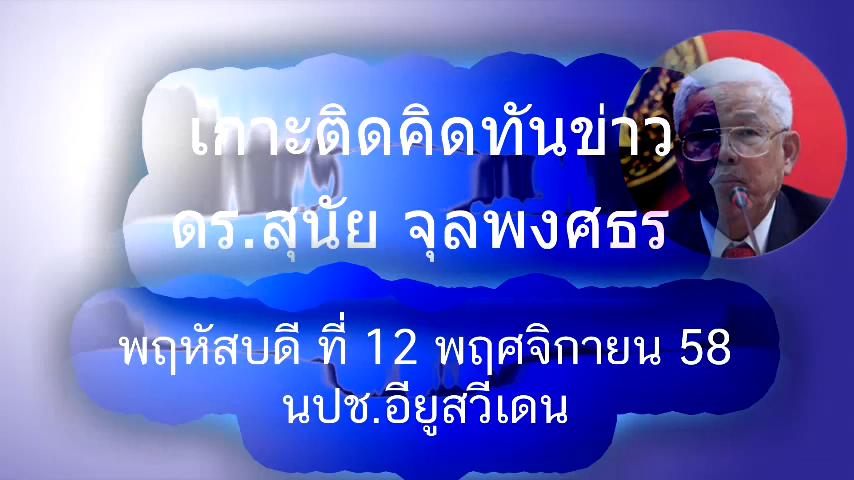 เกาะติดคิดทันข่าว
ดร.สุนัย จุลพงศธร
พฤหัสบดี ที่ 12 พฤศจิกายน 58
นปช.อียูสวีเดน